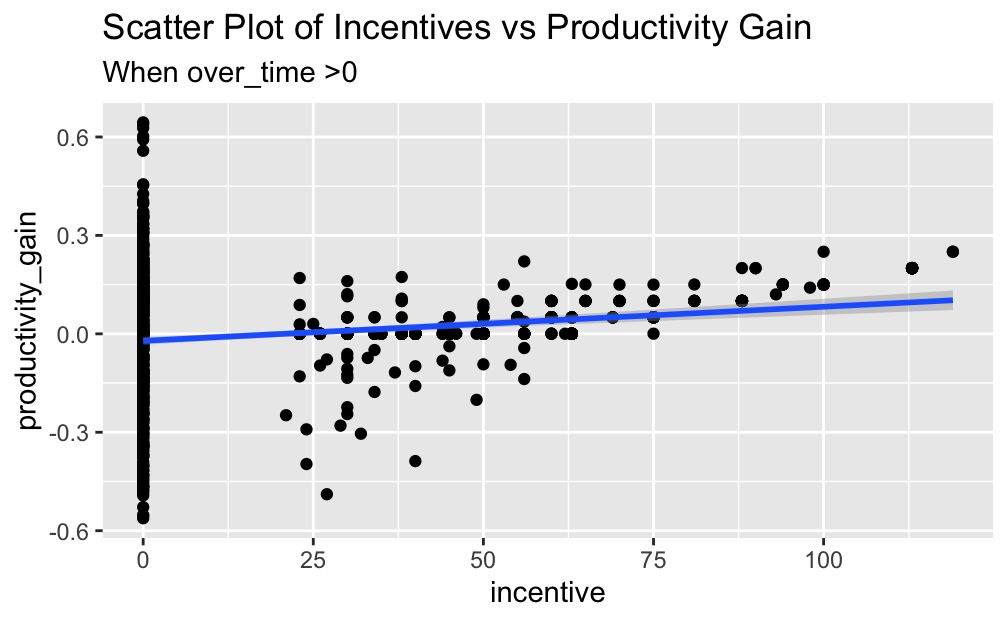 Scatter Plot of Incentives vs Productivity Gain
When over_time >0
productivity_gain
0.6
0.3
0.0
-0.3
-0.6
0
25
50
75
100
incentive